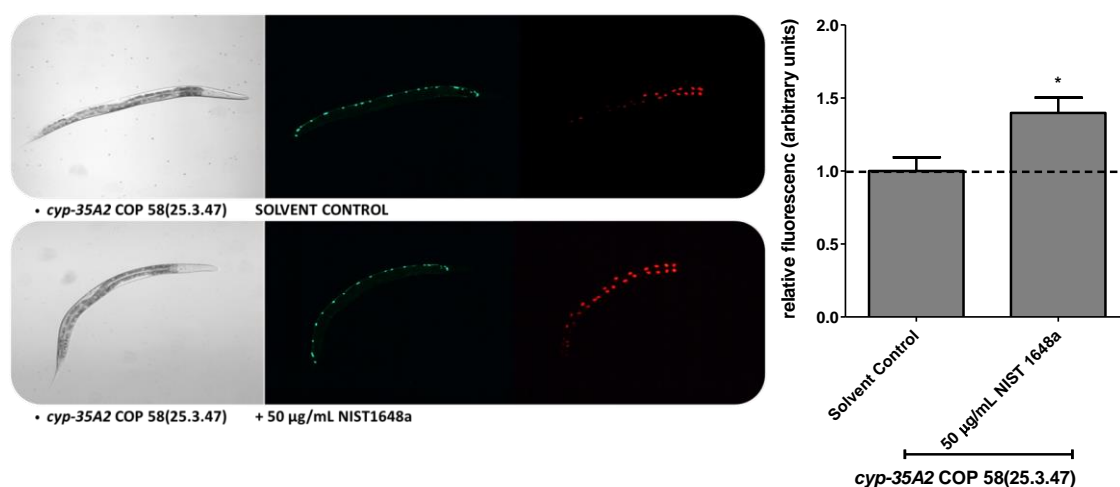 • cyp-35A2 COP 58(25.3.47) SOLVENT CONTROL
• cyp-35A2 COP 58(25.3.47) + 50 µg/mL NIST1648a
relative fluorescenc (arbitrary units)
2.0
1.5
1.0
0.5
0.0
*
Solvent Control
50 µg/mL NIST 1648a
cyp-35A2 COP 58(25.3.47)